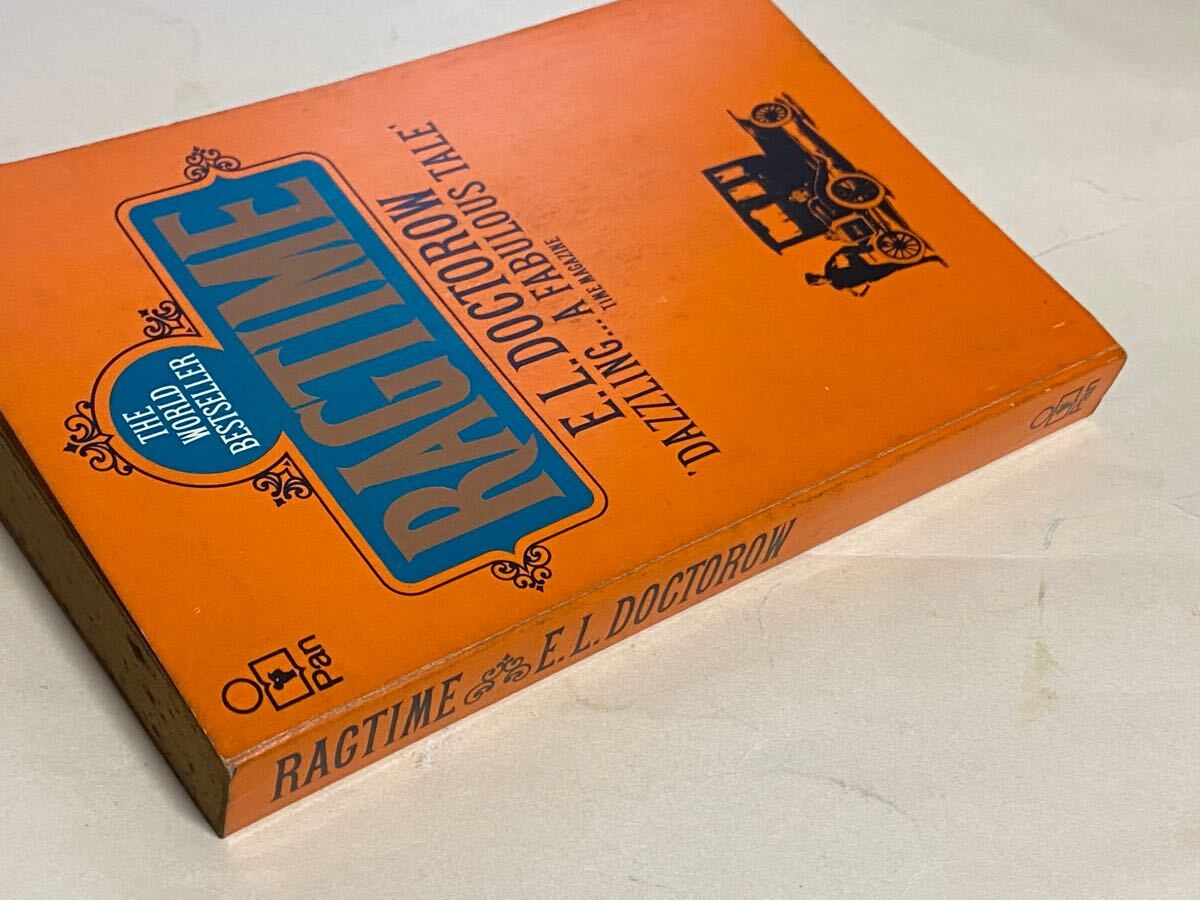 Pan
THE
WORLD
BESTSELLER
RAGTIME
E. L. DOCTOROW
'DAZZLING... A FABULOUS TALE'
TIME MAGAZINE
RAGTIME E. L. DOCTOROW
Pan